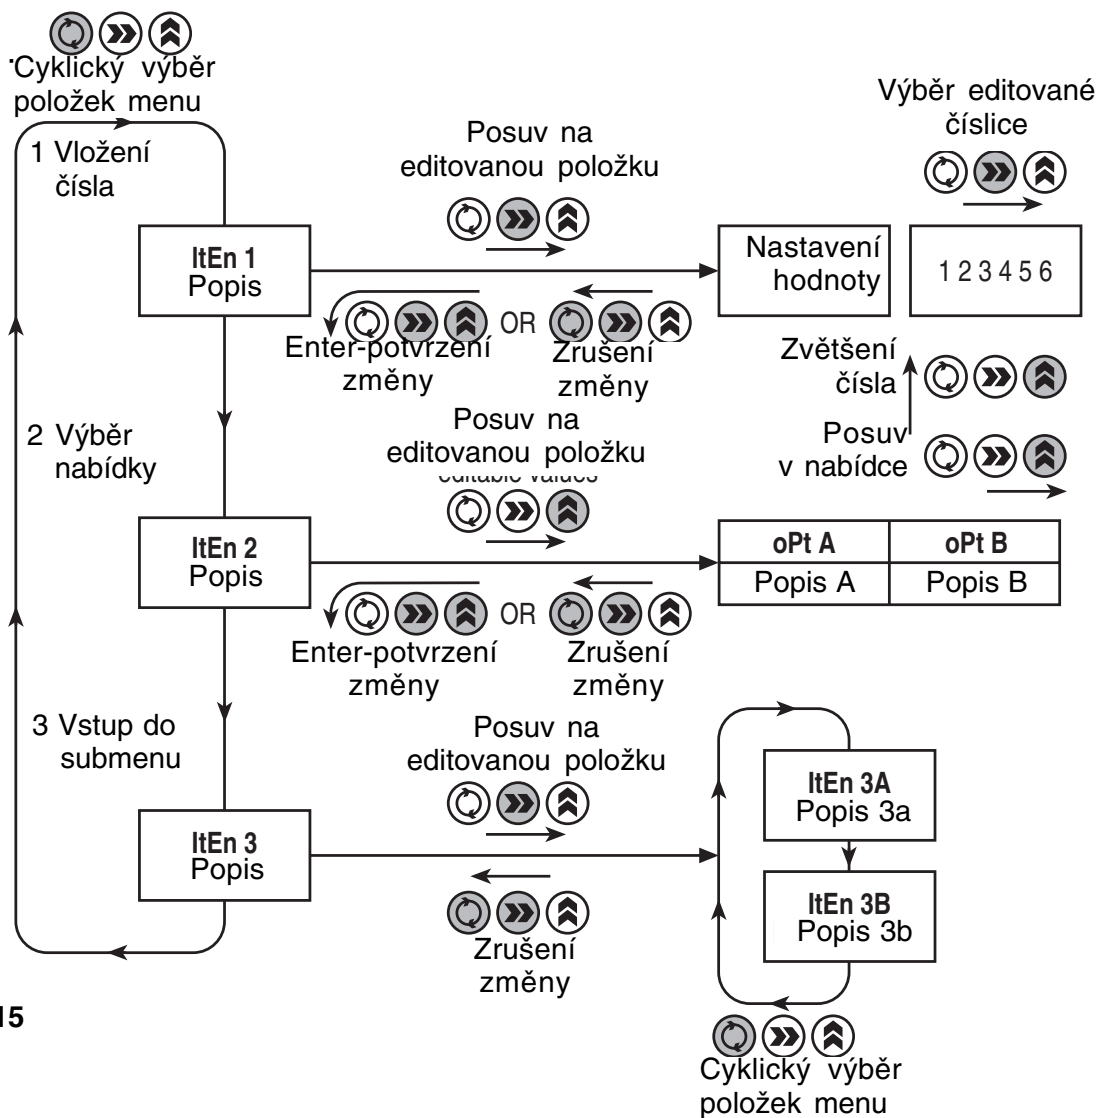 Cyklický výběr
položek menu
1 Vložení
čísla
Posuv na
editovanou položku
Výběr editované
číslice
ItEn 1
Popis
Nastavení
hodnoty
1 2 3 4 5 6
OR
Enter-potvrzení
změny
Zrušení
změny
Zvětšení
čísla
Posuv
v nabídce
2 Výběr
nabídky
Posuv na
editovanou položku
editable values
ItEn 2
Popis
oPt A
oPt B
Popis A
Popis B
OR
Enter-potvrzení
změny
Zrušení
změny
3 Vstup do
submenu
Posuv na
editovanou položku
ItEn 3
Popis
Zrušení
změny
ItEn 3A
Popis 3a
ItEn 3B
Popis 3b
Cyklický výběr
položek menu